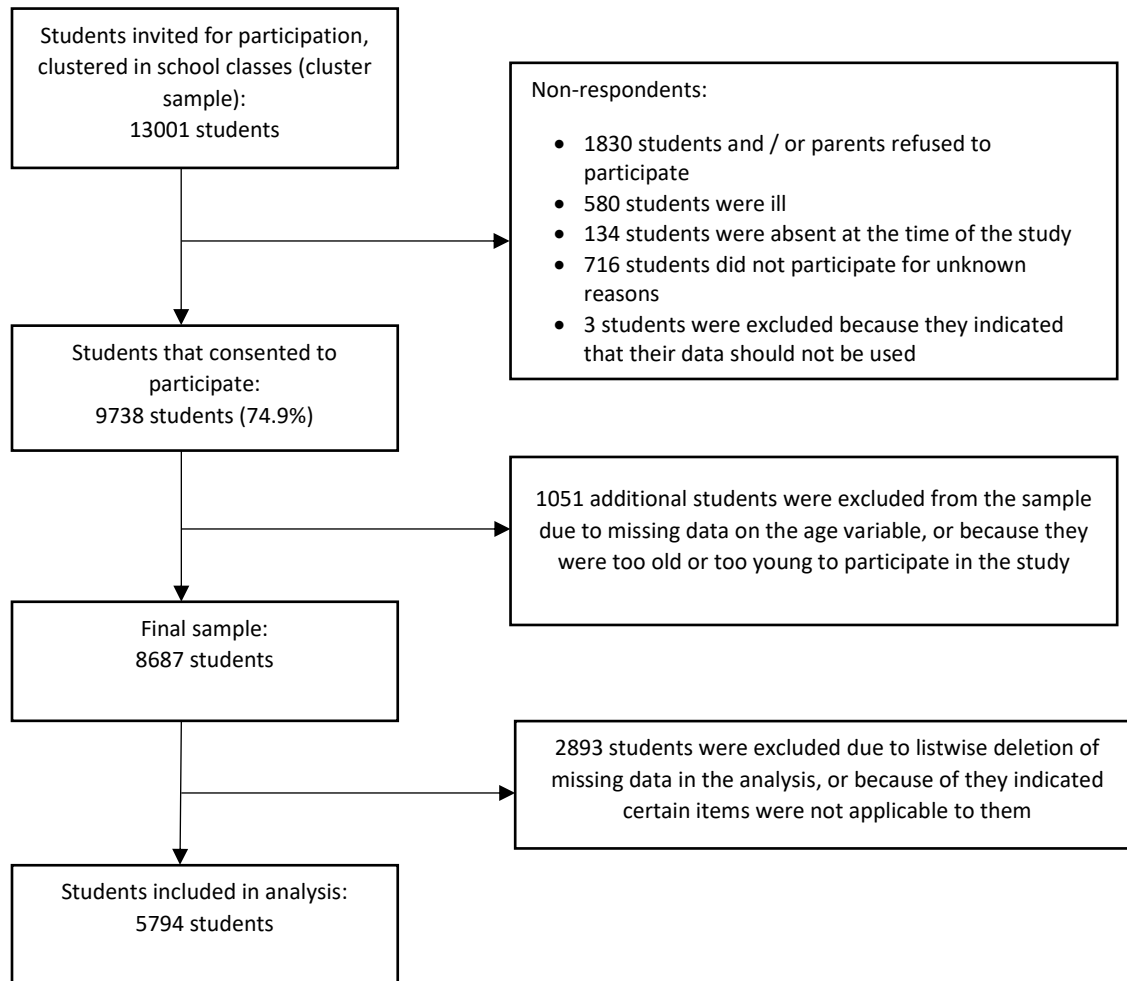 Students invited for participation,
clustered in school classes (cluster
sample):
13001 students
Non-respondents:
• 1830 students and / or parents refused to
participate
• 580 students were ill
• 134 students were absent at the time of the study
• 716 students did not participate for unknown
reasons
• 3 students were excluded because they indicated
that their data should not be used
Students that consented to
participate:
9738 students (74.9%)
1051 additional students were excluded from the sample
due to missing data on the age variable, or because they
were too old or too young to participate in the study
Final sample:
8687 students
2893 students were excluded due to listwise deletion of
missing data in the analysis, or because of they indicated
certain items were not applicable to them
Students included in analysis:
5794 students